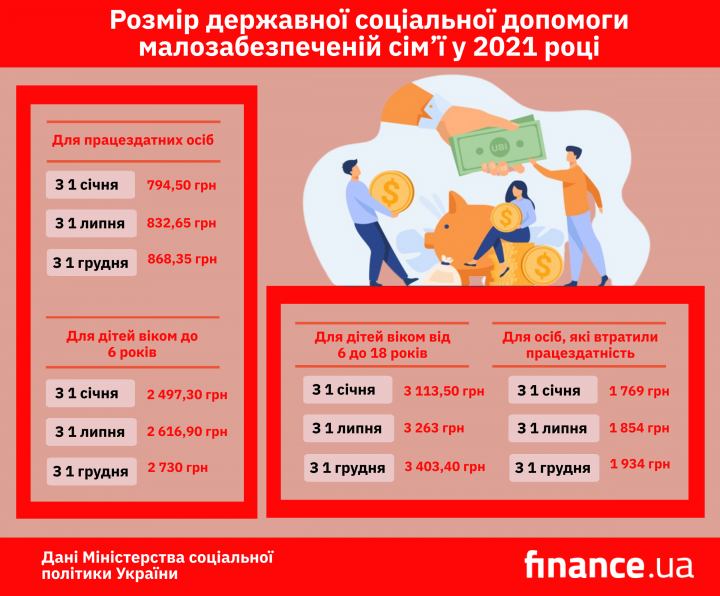 Розмір державної соціальної допомоги
малозабезпеченій сім’ї у 2021 році
Для працездатних осіб
З 1 січня 794,50 грн
З 1 липня 832,65 грн
З 1 грудня 868,35 грн
Для дітей віком до
6 років
З 1 січня 2 497,30 грн
З 1 липня 2 616,90 грн
З 1 грудня 2 730 грн
UBI
Для дітей віком від
6 до 18 років
З 1 січня 3 113,50 грн
З 1 липня 3 263 грн
З 1 грудня 3 403,40 грн
Для осіб, які втратили
працездатність
З 1 січня 1 769 грн
З 1 липня 1 854 грн
З 1 грудня 1 934 грн
Дані Міністерства соціальної
політики України
finance.ua